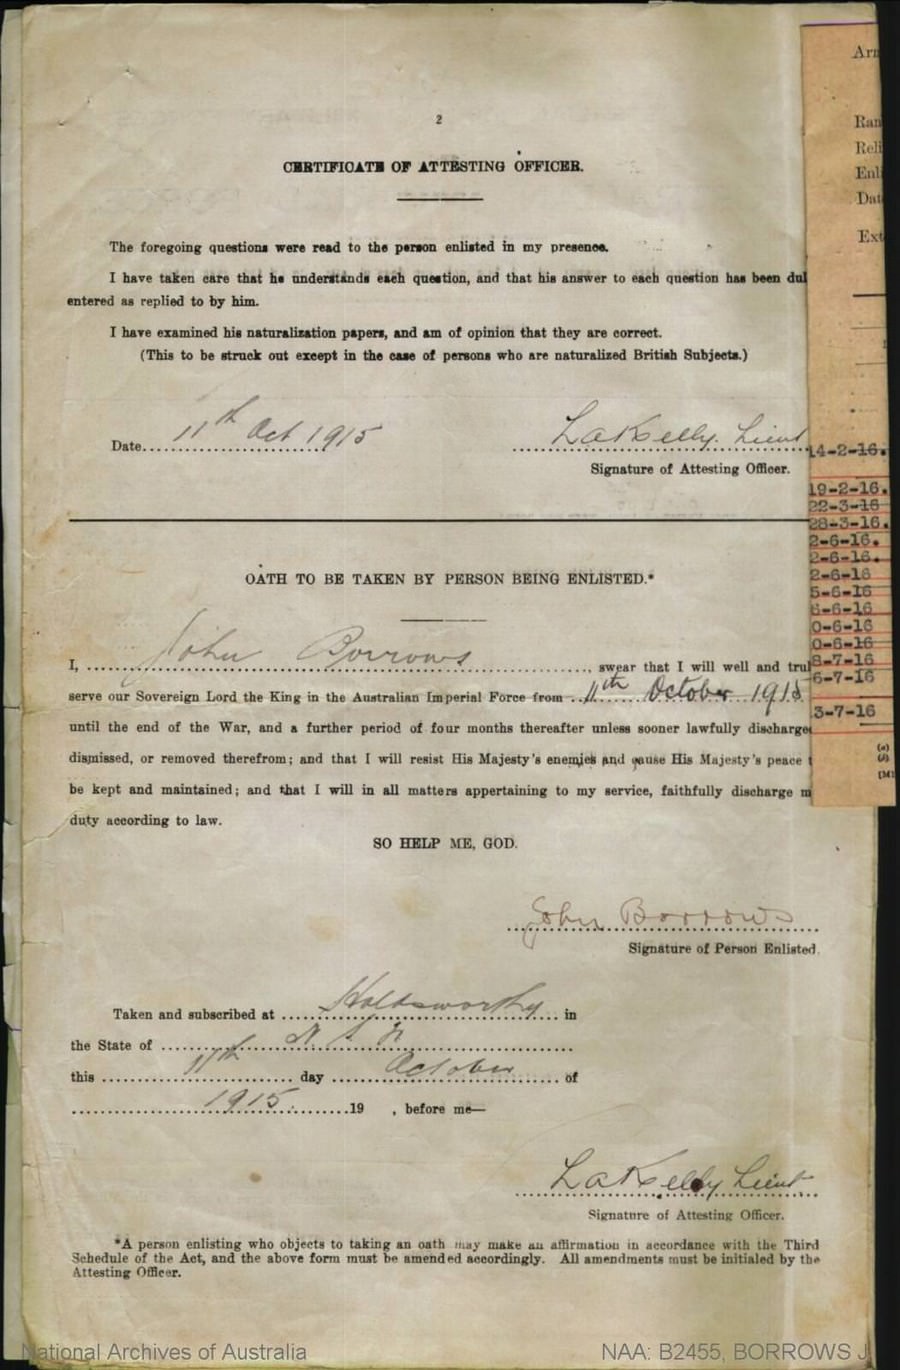 2
CERTIFICATE OF ATTESTING OFFICER.
The foregoing questions were read to the person enlisted in my presence.
I have taken care that he understands each question, and that his answer to each question has been dul
entered as replied to by him.
I have examined his naturalization papers, and am of opinion that they are correct.
(This to be struck out except in the case of persons who are naturalized British Subjects.)
Date 11th Oct 1915 L A Kelly. Lieut
Signature of Attesting Officer.
OATH TO BE TAKEN BY PERSON BEING ENLISTED.*
I, John Borrows swear that I will well and trul
serve our Sovereign Lord the King in the Australian Imperial Force from 11th October 1915
until the end of the War, and a further period of four months thereafter unless sooner lawfully discharged
dismissed, or removed therefrom; and that I will resist His Majesty's enemies and cause His Majesty's peace t
be kept and maintained; and that I will in all matters appertaining to my service, faithfully discharge m
duty according to law.
SO HELP ME, GOD.
John Borrows
Signature of Person Enlisted.
Taken and subscribed at Holdsworthy in
the State of N. S. W
this 11th day October of
1915. 19 , before me—
L A Kelly Lieut
Signature of Attesting Officer.
*A person enlisting who objects to taking an oath may make an affirmation in accordance with the Third
Schedule of the Act, and the above form must be amended accordingly. All amendments must be initialed by the
Attesting Officer.
Ran
Reli
Enl
Dat
Ext
14-2-16.
19-2-16.
22-3-16
28-3-16.
2-6-16.
2-6-16.
2-6-16
5-6-16
6-6-16
0-6-16
0-6-16
8-7-16
6-7-16
3-7-16
National Archives of Australia NAA: B2455, BORROWS J